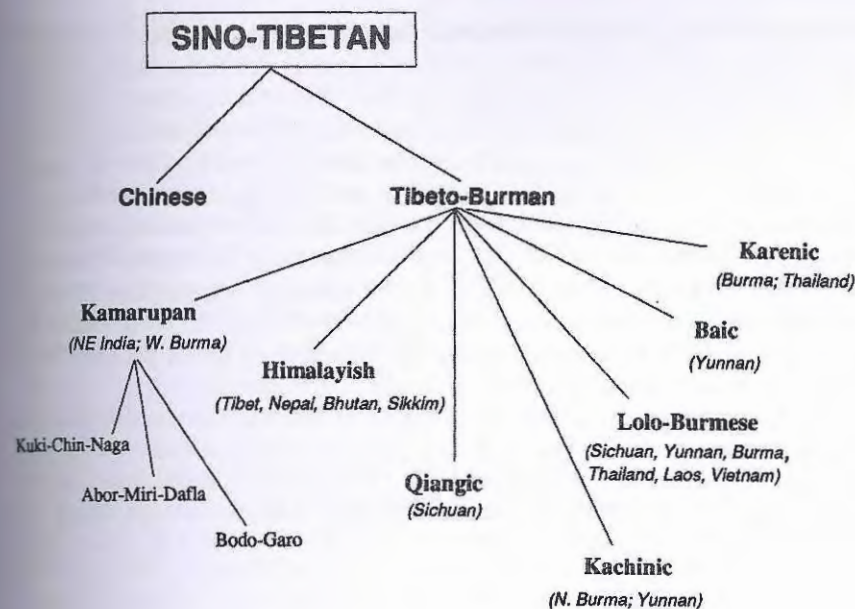 SINO-TIBETAN
Chinese
Tibeto-Burman
Karenic
(Burma; Thailand)
Kamarupan
(NE India; W. Burma)
Baic
(Yunnan)
Himalayish
(Tibet, Nepal, Bhutan, Sikkim)
Lolo-Burmese
(Sichuan, Yunnan, Burma,
Thailand, Laos, Vietnam)
Kuki-Chin-Naga
Abor-Miri-Dafla
Bodo-Garo
Qiangic
(Sichuan)
Kachinic
(N. Burma; Yunnan)